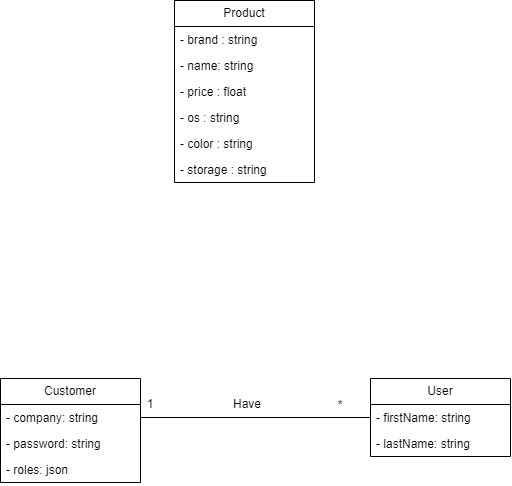 Product
- brand : string
- name: string
- price : float
- os : string
- color : string
- storage : string
Customer
- company: string
- password: string
- roles: json
1 Have *
User
- firstName: string
- lastName: string